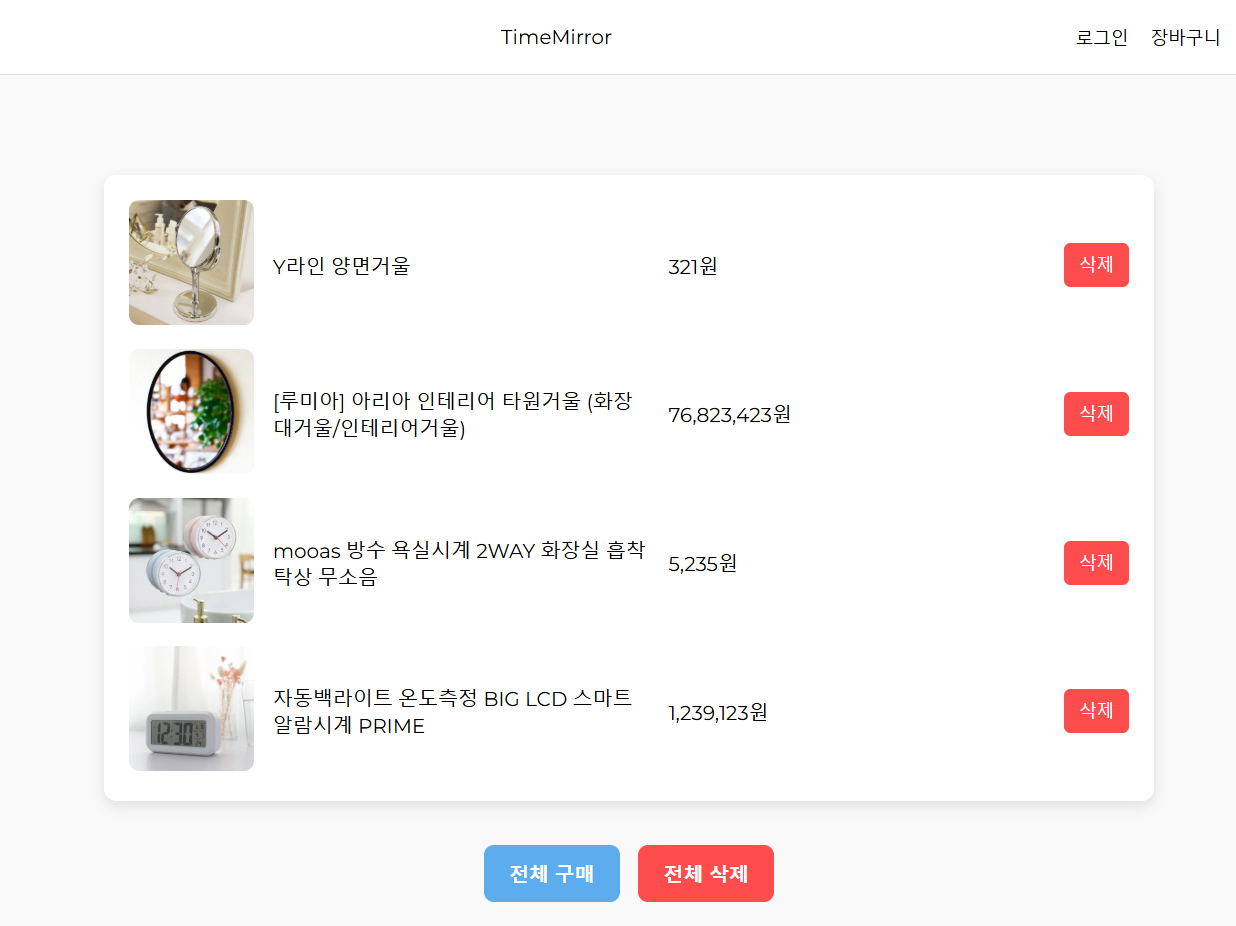 TimeMirror
로그인 장바구니
Y라인 양면거울
321원
삭제
[루미아] 아리아 인테리어 타원거울 (화장
대거울/인테리어거울)
76,823,423원
삭제
mooas 방수 욕실시계 2WAY 화장실 흡착
탁상 무소음
5,235원
삭제
자동백라이트 온도측정 BIG LCD 스마트
알람시계 PRIME
1,239,123원
삭제
12:30
전체 구매
전체 삭제